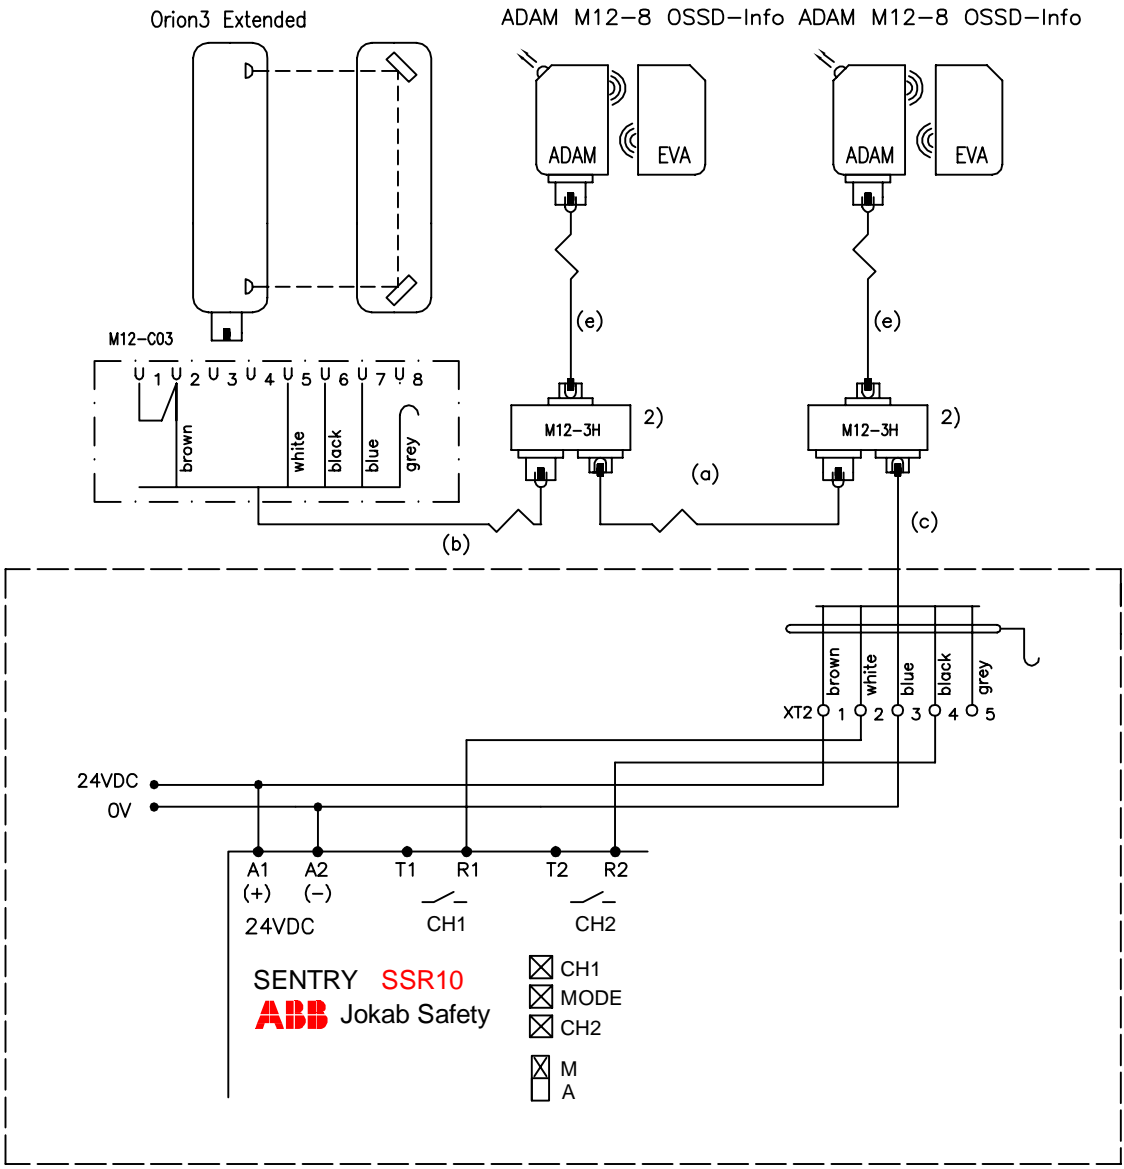 Orion3 Extended
ADAM M12-8 OSSD-Info
ADAM M12-8 OSSD-Info
ADAM
EVA
ADAM
EVA
(e)
(e)
M12-C03
1 2 3 4 5 6 7 8
brown
white
black
blue
grey
M12-3H
2)
M12-3H
2)
(a)
(b)
(c)
brown
white
blue
black
grey
XT2 1 2 3 4 5
24VDC
0V
A1 A2 T1 R1 T2 R2
(+) (-)
24VDC
CH1
CH2
SENTRY SSR10
ABB Jokab Safety
CH1
MODE
CH2
M
A